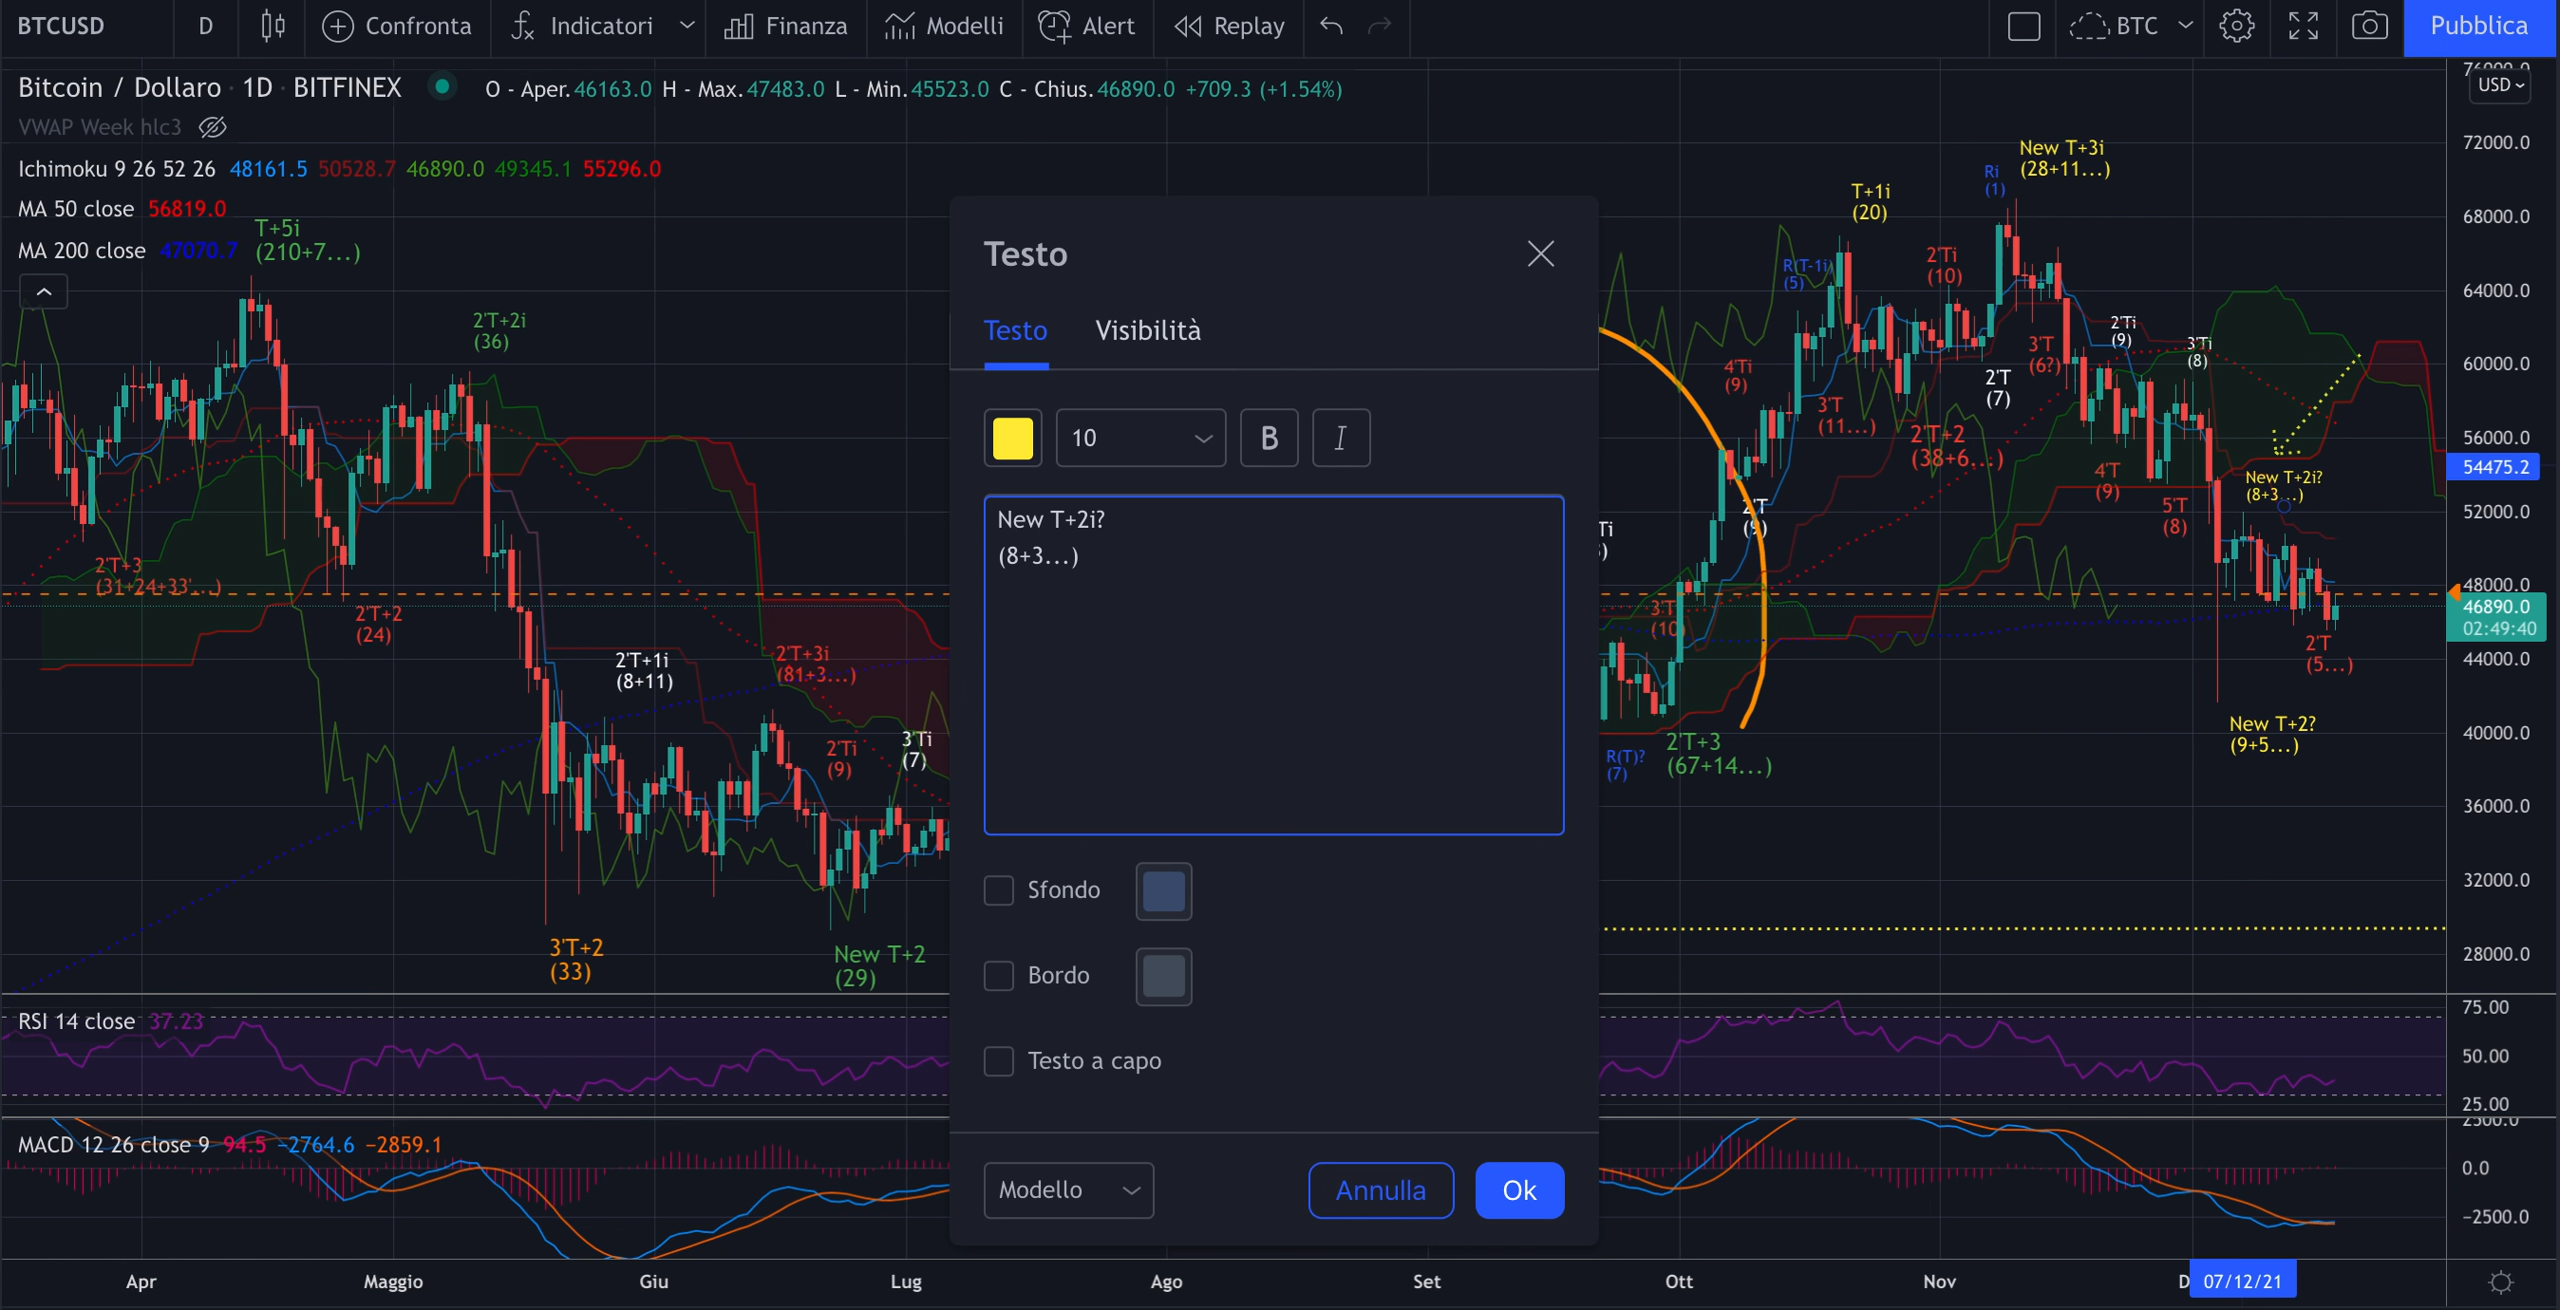 BTCUSD D Confronta Indicatori Finanza Modelli Alert Replay BTC Pubblica
Bitcoin / Dollaro · 1D · BITFINEX O - Aper.46163.0 H - Max.47483.0 L - Min.45523.0 C - Chius.46890.0 +709.3 (+1.54%)
VWAP Week hlc3
Ichimoku 9 26 52 26 48161.5 50528.7 46890.0 49345.1 55296.0
MA 50 close 56819.0
MA 200 close 47070.7
T+5i
(210+7...)
2'T+2i
(36)
2'T+3
(31+24+33'...)
2'T+2
(24)
2'T+1i
(8+11)
2'T+3i
(81+3...)
2'Ti
(9)
3'Ti
(7)
3'T+2
(33)
New T+2
(29)
Testo
Testo Visibilità
10 B I
New T+2i?
(8+3...)
Sfondo
Bordo
Testo a capo
Modello Annulla Ok
R(T-1i)
(5)
T+1i
(20)
Ri
(1)
New T+3i
(28+11...)
2'Ti
(10)
4'Ti
(9)
3'T
(11...)
2'T+2
(38+6...)
2'T
(7)
3'T
(6?)
2'Ti
(9)
3'Ti
(8)
4'T
(9)
5'T
(8)
New T+2i?
(8+3...)
2'T
(9)
Ti
3'T
(10)
R(T)?
(7)
2'T+3
(67+14...)
2'T
(5...)
New T+2?
(9+5...)
76000.0
USD
72000.0
68000.0
64000.0
60000.0
56000.0
54475.2
52000.0
48000.0
46890.0
02:49:40
44000.0
40000.0
36000.0
32000.0
28000.0
RSI 14 close 37.23
75.00
50.00
25.00
MACD 12 26 close 9 94.5 −2764.6 −2859.1
2500.0
0.0
−2500.0
Apr Maggio Giu Lug Ago Set Ott Nov D 07/12/21